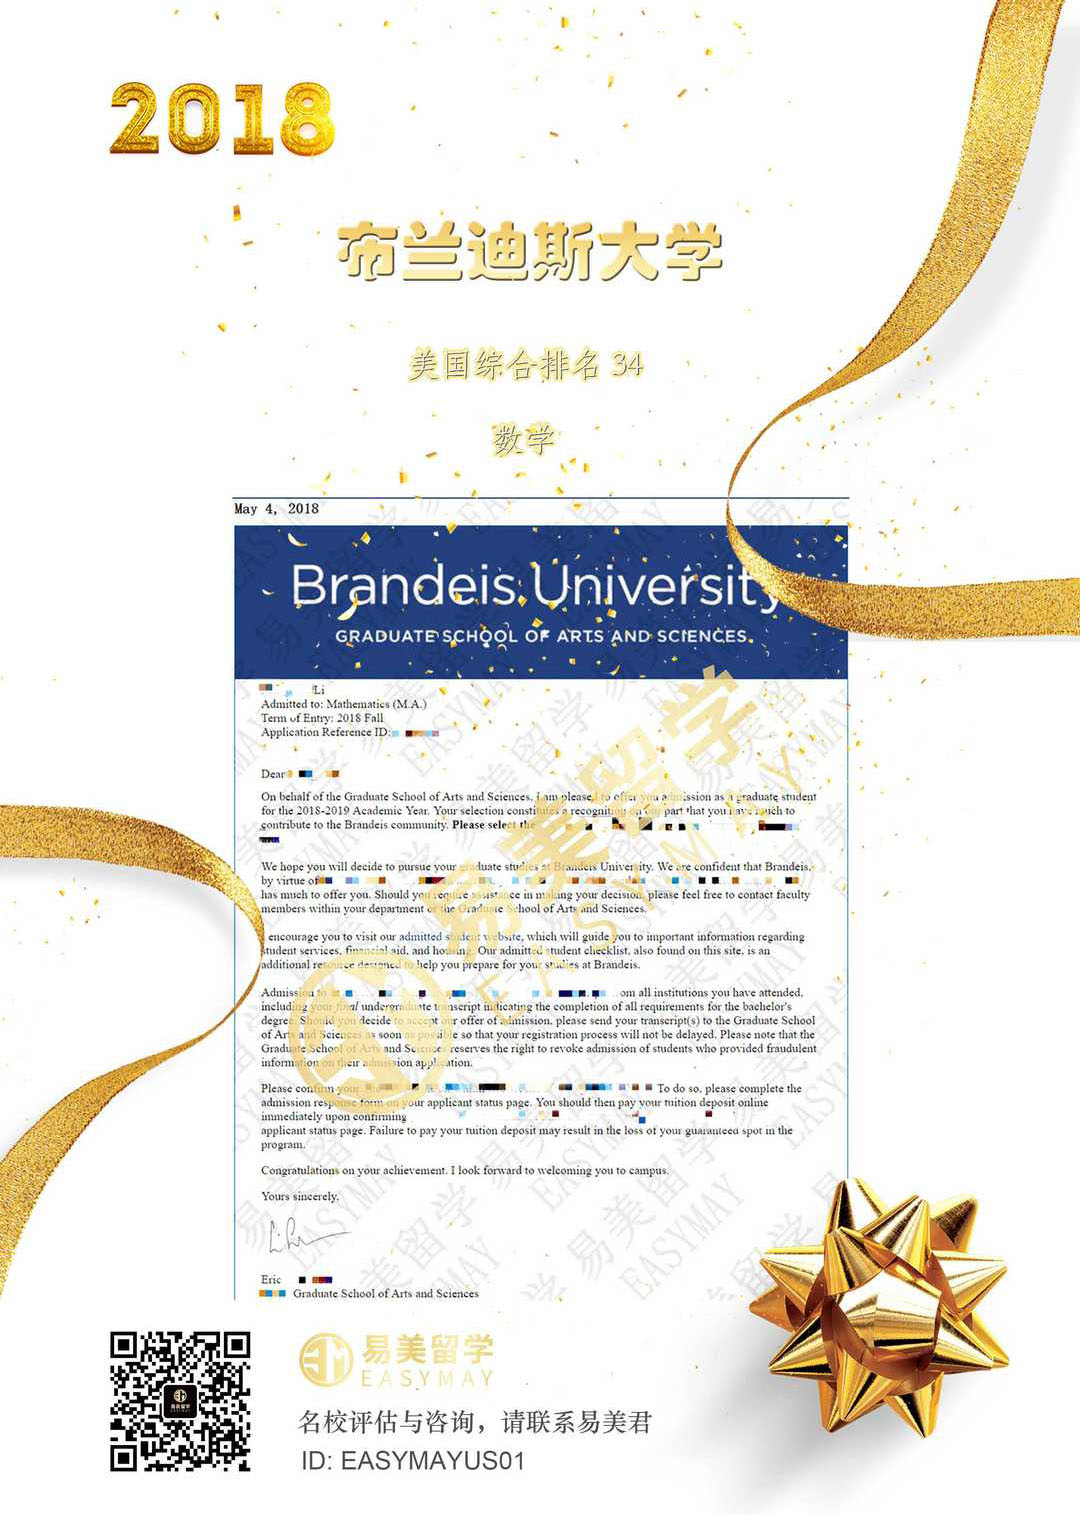 2018
布兰迪斯大学
美国综合排名 34
数学
May 4, 2018
Brandeis University
GRADUATE SCHOOL OF ARTS AND SCIENCES
Li
Admitted to: Mathematics (M.A.)
Term of Entry: 2018 Fall
Application Reference ID:
Dear
On behalf of the Graduate School of Arts and Sciences, I am pleased to offer you admission as a graduate student
for the 2018-2019 Academic Year. Your selection constitutes a recognition on our part that you have much to
contribute to the Brandeis community. Please select the
We hope you will decide to pursue your graduate studies at Brandeis University. We are confident that Brandeis,
by virtue of
has much to offer you. Should you require assistance in making your decision, please feel free to contact faculty
members within your department or the Graduate School of Arts and Sciences.
encourage you to visit our admitted student website, which will guide you to important information regarding
student services, financial aid, and housing. Our admitted student checklist, also found on this site, is an
additional resource designed to help you prepare for your studies at Brandeis.
Admission to om all institutions you have attended,
including your final undergraduate transcript indicating the completion of all requirements for the bachelor's
degree. Should you decide to accept our offer of admission, please send your transcript(s) to the Graduate School
of Arts and Sciences as soon as possible so that your registration process will not be delayed. Please note that the
Graduate School of Arts and Sciences reserves the right to revoke admission of students who provided fraudulent
information on their admission application.
Please confirm your To do so, please complete the
admission response form on your applicant status page. You should then pay your tuition deposit online
immediately upon confirming
applicant status page. Failure to pay your tuition deposit may result in the loss of your guaranteed spot in the
program.
Congratulations on your achievement. I look forward to welcoming you to campus.
Yours sincerely,
Eric
Graduate School of Arts and Sciences
易美留学
EASYMAY
易美留学
EASYMAY
名校评估与咨询，请联系易美君
ID: EASYMAYUS01